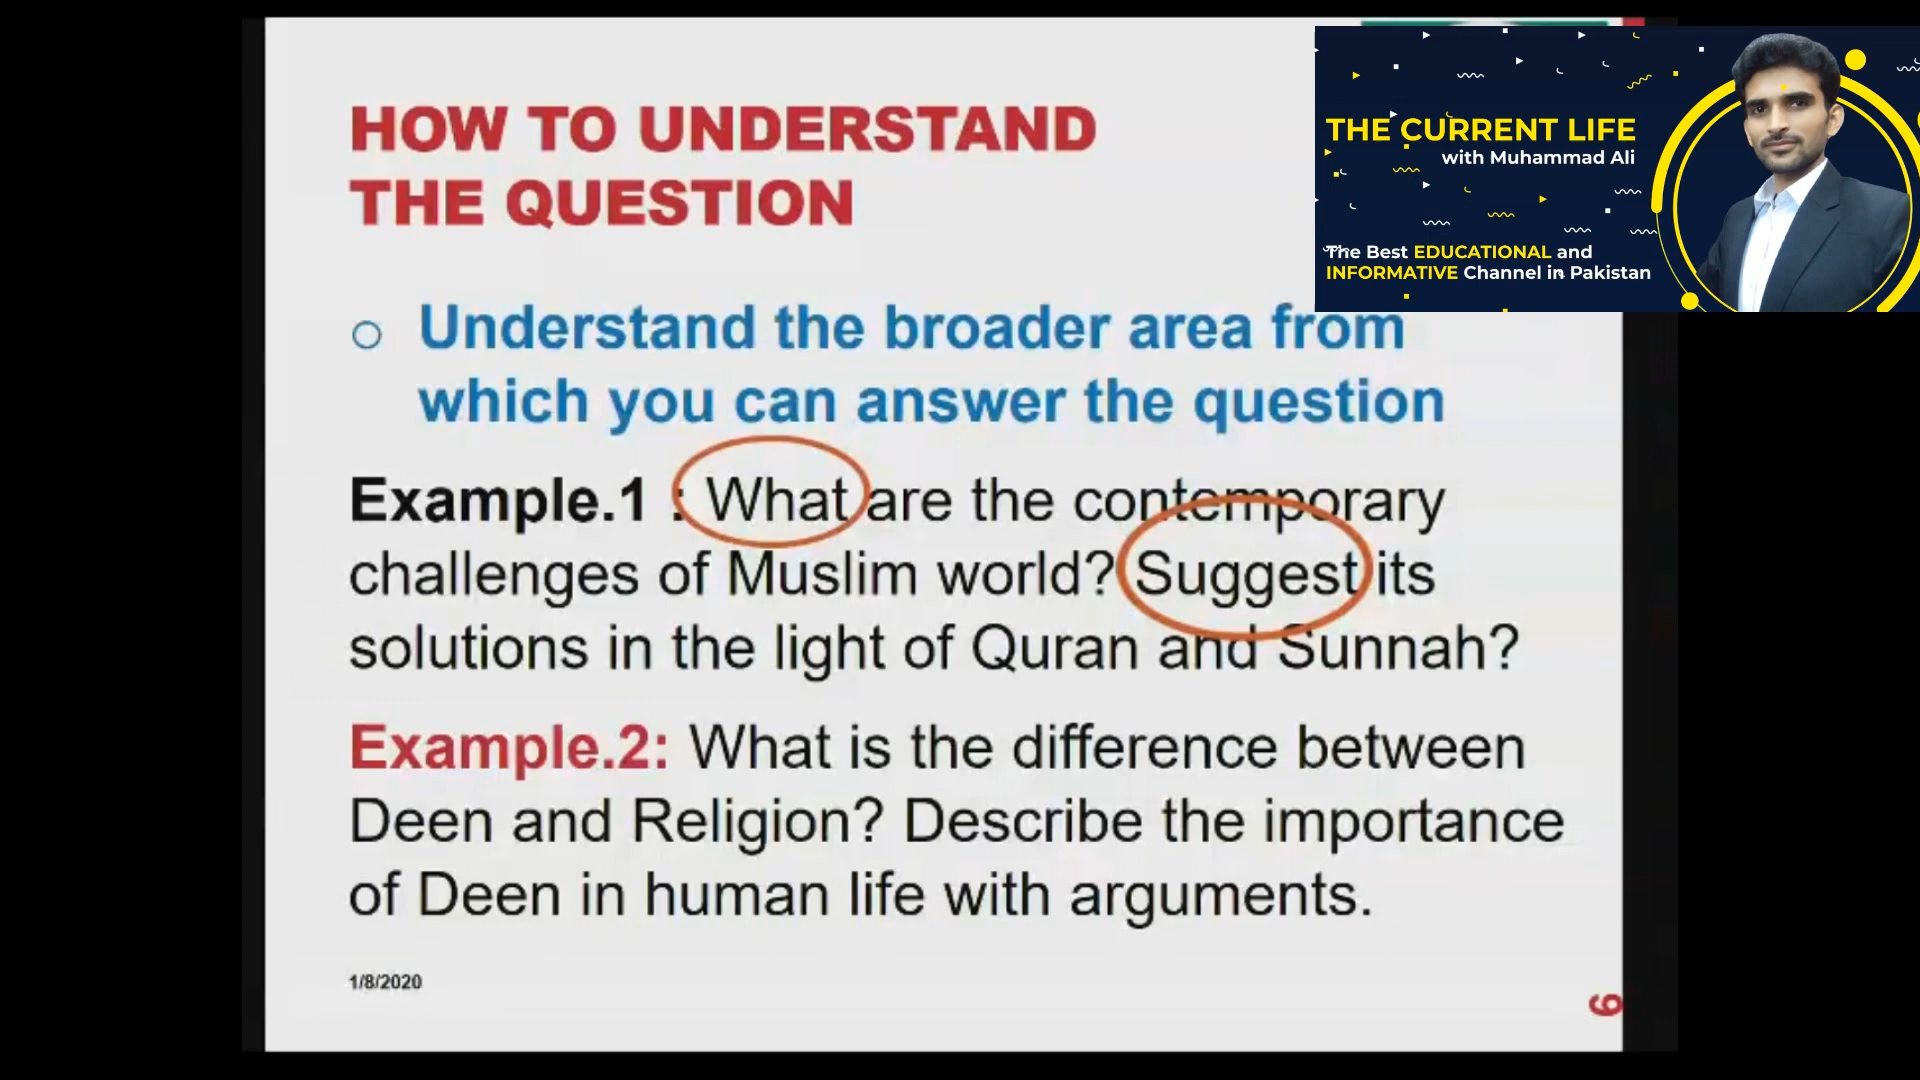 HOW TO UNDERSTAND
THE QUESTION
THE CURRENT LIFE
with Muhammad Ali
The Best EDUCATIONAL and
INFORMATIVE Channel in Pakistan
Understand the broader area from
which you can answer the question
Example.1 : What are the contemporary
challenges of Muslim world? Suggest its
solutions in the light of Quran and Sunnah?
Example.2: What is the difference between
Deen and Religion? Describe the importance
of Deen in human life with arguments.
1/8/2020
6